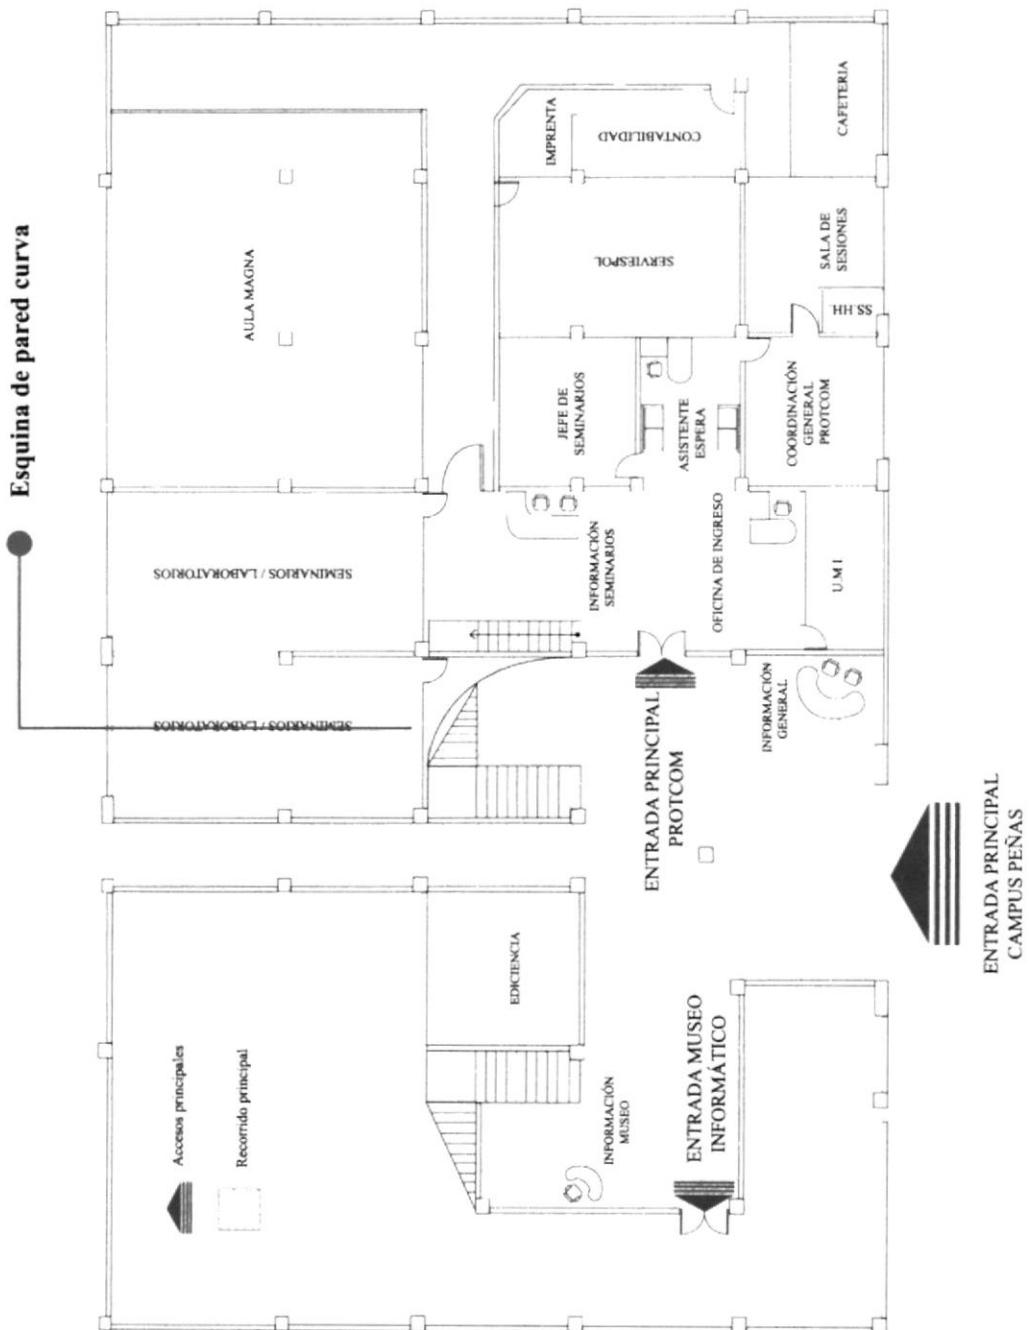 Esquina de pared curva
AULA MAGNA
IMPRENTA
CONTABILIDAD
CAFETERIA
SERVIESPOL
SALA DE
SESIONES
SS.HH.
JEFE DE
SEMINARIOS
ASISTENTE
ESPERA
COORDINACIÓN
GENERAL
PROTCOM
SEMINARIOS / LABORATORIOS
INFORMACIÓN
SEMINARIOS
OFICINA DE INGRESO
U.M.I
SEMINARIOS / LABORATORIOS
INFORMACIÓN
GENERAL
ENTRADA PRINCIPAL
PROTCOM
ENTRADA PRINCIPAL
CAMPUS PEÑAS
EDICIENCIA
INFORMACIÓN
MUSEO
ENTRADA MUSEO
INFORMÁTICO
Accesos principales
Recorrido principal